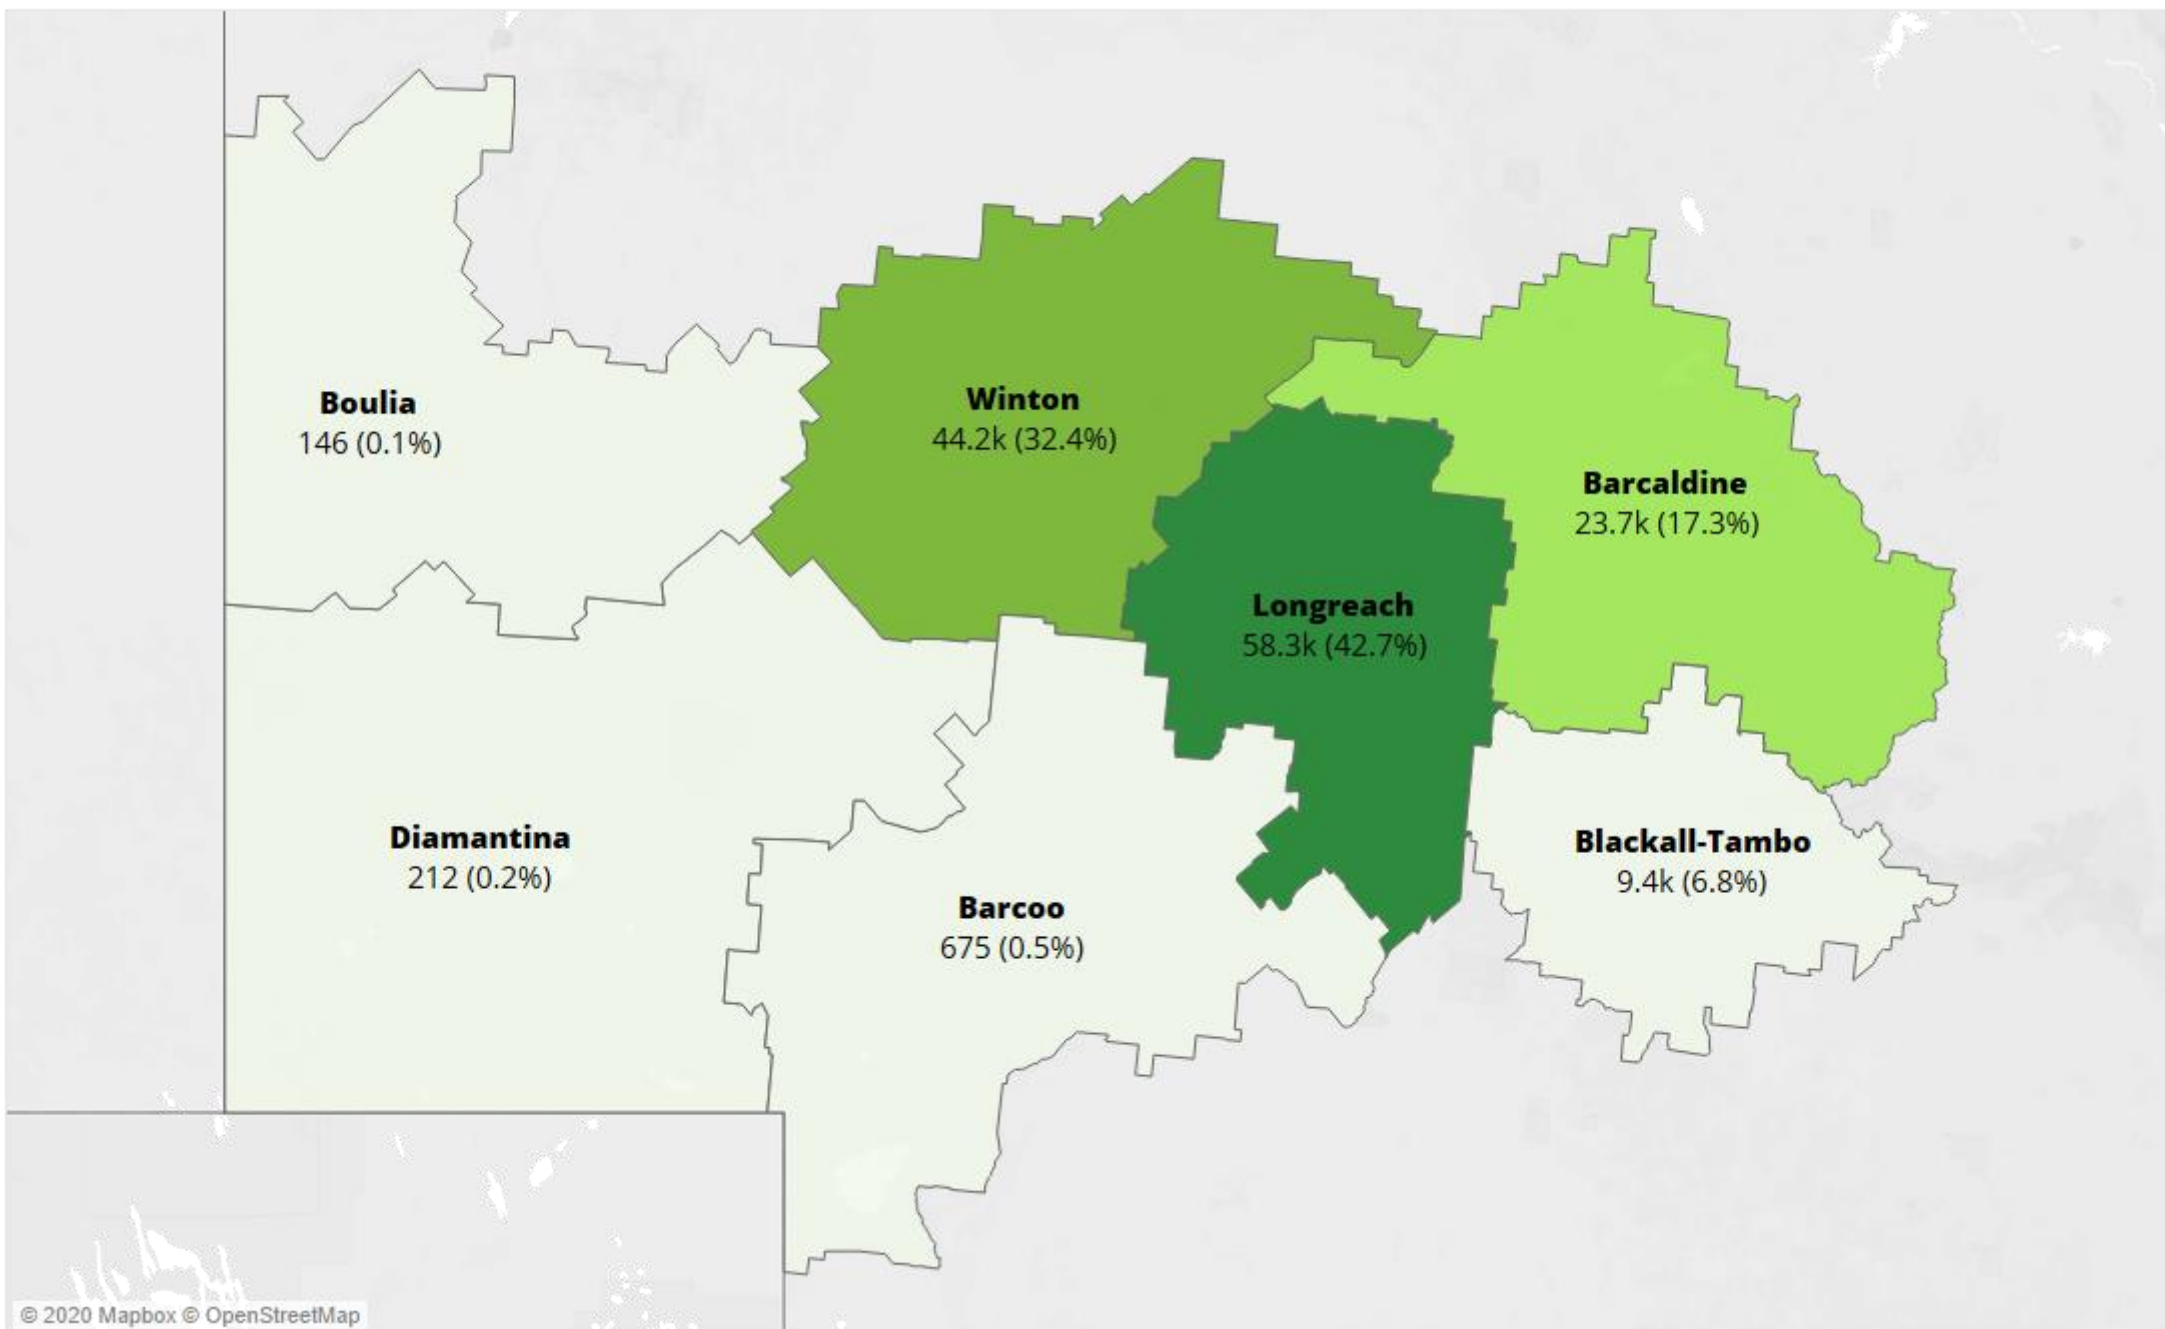 Boulia
146 (0.1%)
Winton
44.2k (32.4%)
Barcaldine
23.7k (17.3%)
Longreach
58.3k (42.7%)
Diamantina
212 (0.2%)
Barcoo
675 (0.5%)
Blackall-Tambo
9.4k (6.8%)
© 2020 Mapbox © OpenStreetMap